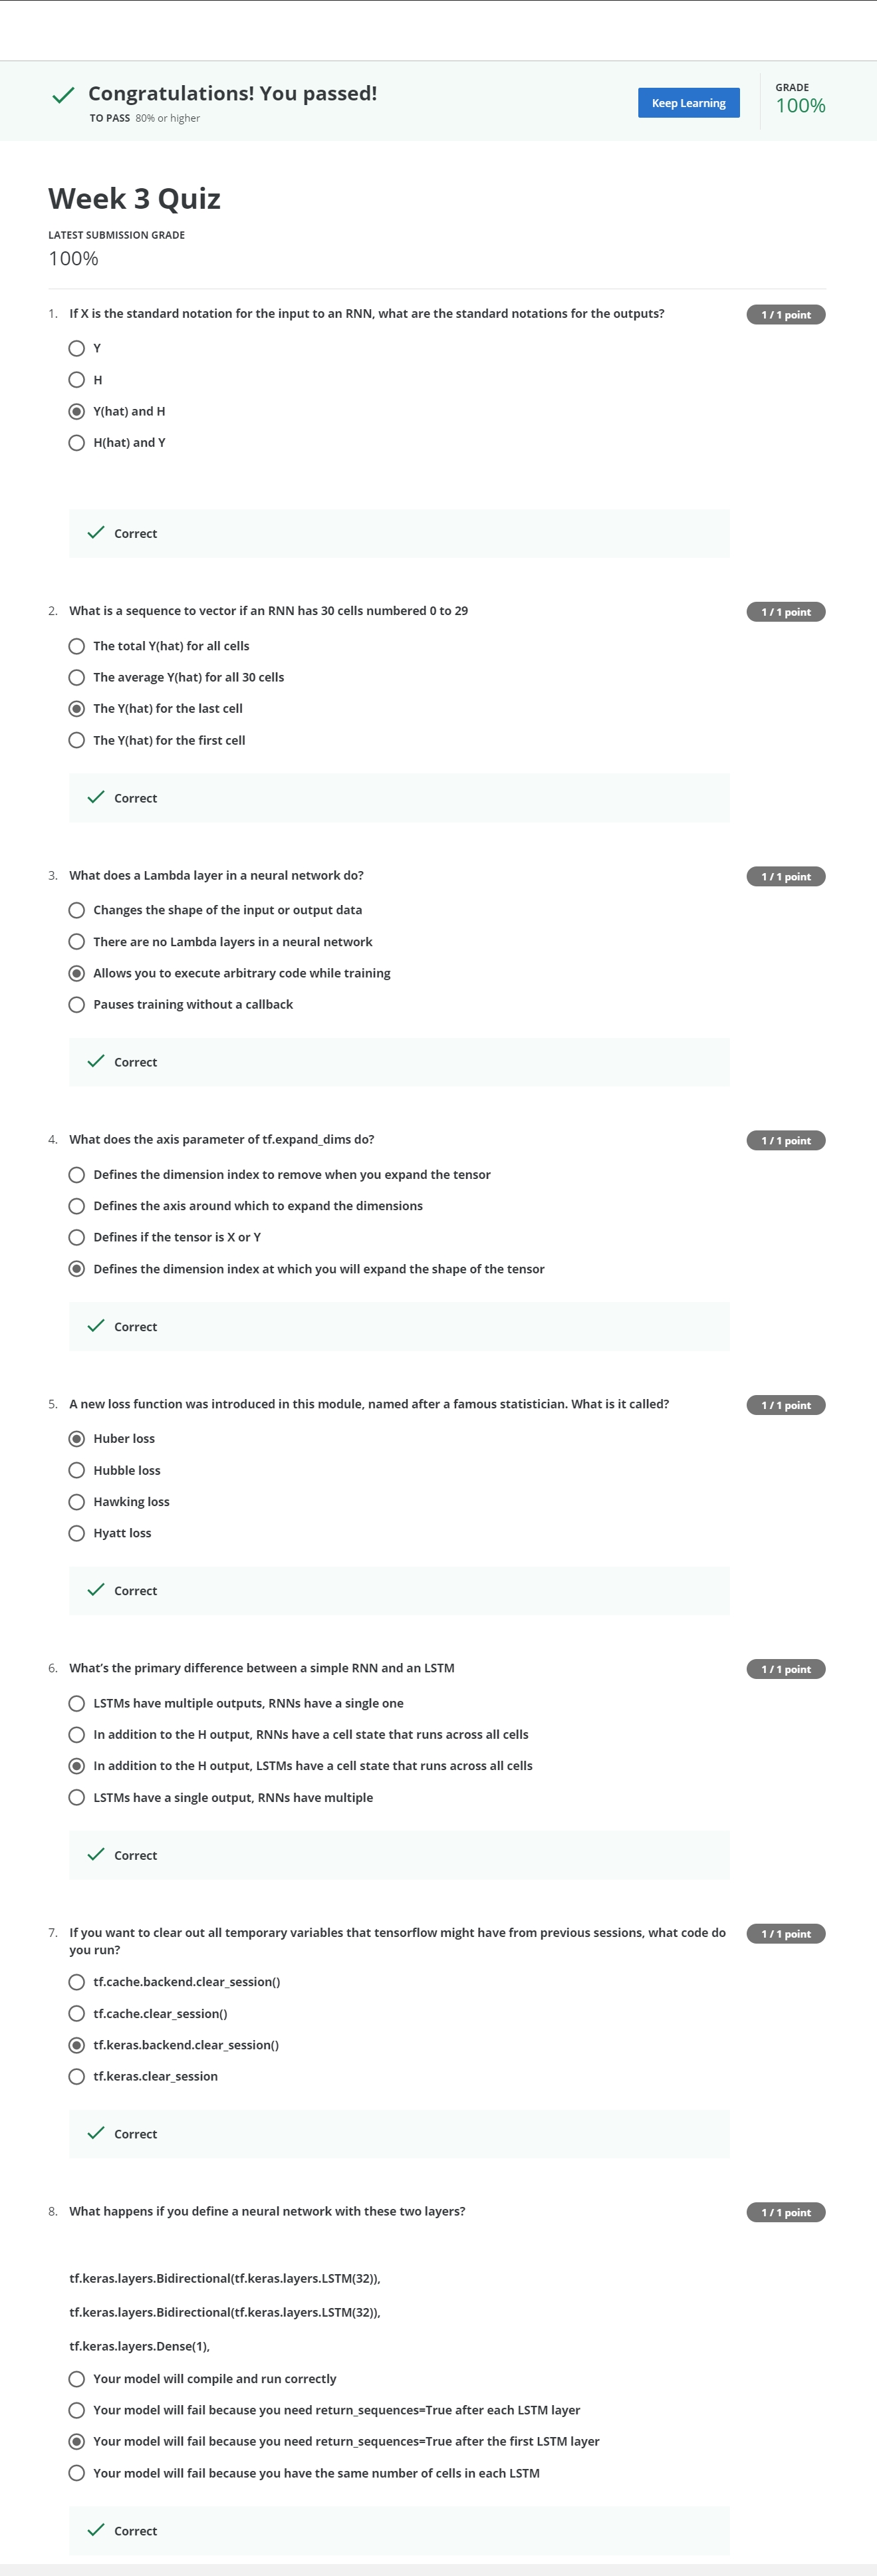 Congratulations! You passed!
TO PASS 80% or higher
Keep Learning
GRADE
100%
Week 3 Quiz
LATEST SUBMISSION GRADE
100%
1. If X is the standard notation for the input to an RNN, what are the standard notations for the outputs?
1 / 1 point
Y
H
Y(hat) and H
H(hat) and Y
Correct
2. What is a sequence to vector if an RNN has 30 cells numbered 0 to 29
1 / 1 point
The total Y(hat) for all cells
The average Y(hat) for all 30 cells
The Y(hat) for the last cell
The Y(hat) for the first cell
Correct
3. What does a Lambda layer in a neural network do?
1 / 1 point
Changes the shape of the input or output data
There are no Lambda layers in a neural network
Allows you to execute arbitrary code while training
Pauses training without a callback
Correct
4. What does the axis parameter of tf.expand_dims do?
1 / 1 point
Defines the dimension index to remove when you expand the tensor
Defines the axis around which to expand the dimensions
Defines if the tensor is X or Y
Defines the dimension index at which you will expand the shape of the tensor
Correct
5. A new loss function was introduced in this module, named after a famous statistician. What is it called?
1 / 1 point
Huber loss
Hubble loss
Hawking loss
Hyatt loss
Correct
6. What’s the primary difference between a simple RNN and an LSTM
1 / 1 point
LSTMs have multiple outputs, RNNs have a single one
In addition to the H output, RNNs have a cell state that runs across all cells
In addition to the H output, LSTMs have a cell state that runs across all cells
LSTMs have a single output, RNNs have multiple
Correct
7. If you want to clear out all temporary variables that tensorflow might have from previous sessions, what code do
you run?
1 / 1 point
tf.cache.backend.clear_session()
tf.cache.clear_session()
tf.keras.backend.clear_session()
tf.keras.clear_session
Correct
8. What happens if you define a neural network with these two layers?
1 / 1 point
tf.keras.layers.Bidirectional(tf.keras.layers.LSTM(32)),
tf.keras.layers.Bidirectional(tf.keras.layers.LSTM(32)),
tf.keras.layers.Dense(1),
Your model will compile and run correctly
Your model will fail because you need return_sequences=True after each LSTM layer
Your model will fail because you need return_sequences=True after the first LSTM layer
Your model will fail because you have the same number of cells in each LSTM
Correct